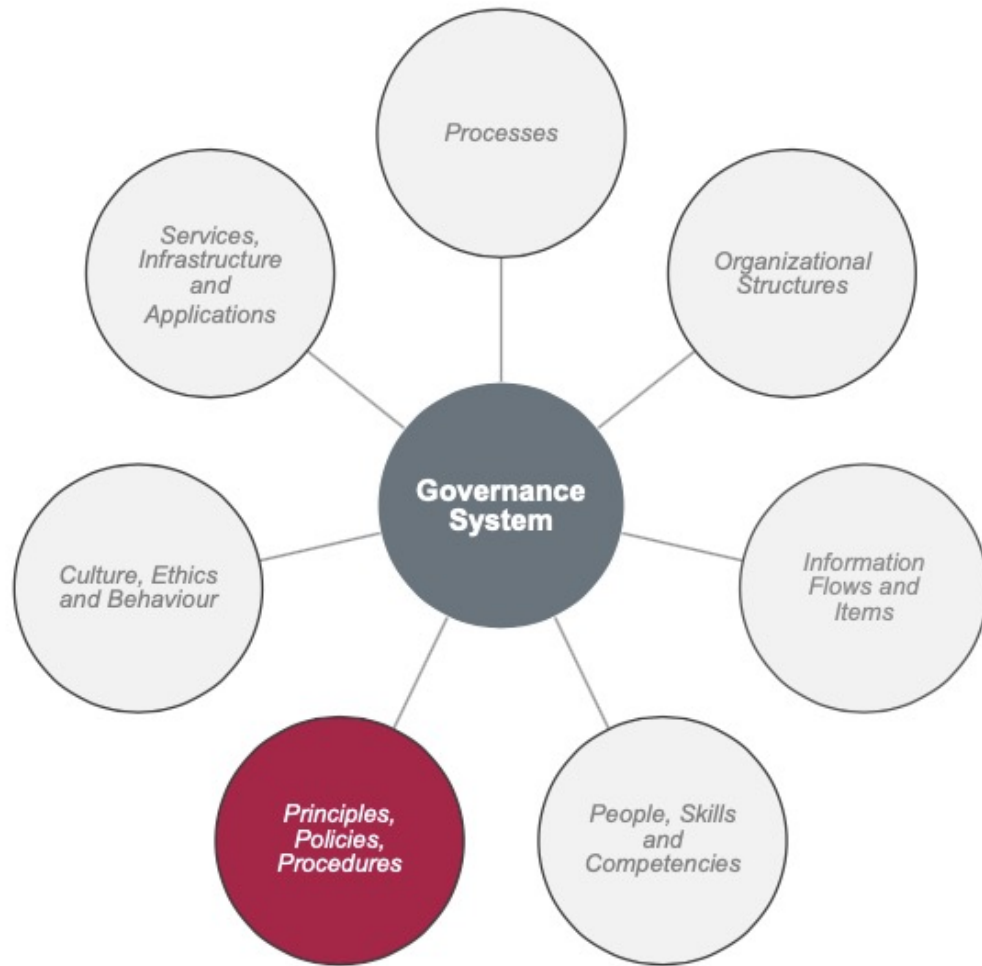 Processes
Organizational
Structures
Services,
Infrastructure
and
Applications
Governance
System
Information
Flows and
Items
Culture, Ethics
and Behaviour
Principles,
Policies,
Procedures
People, Skills
and
Competencies